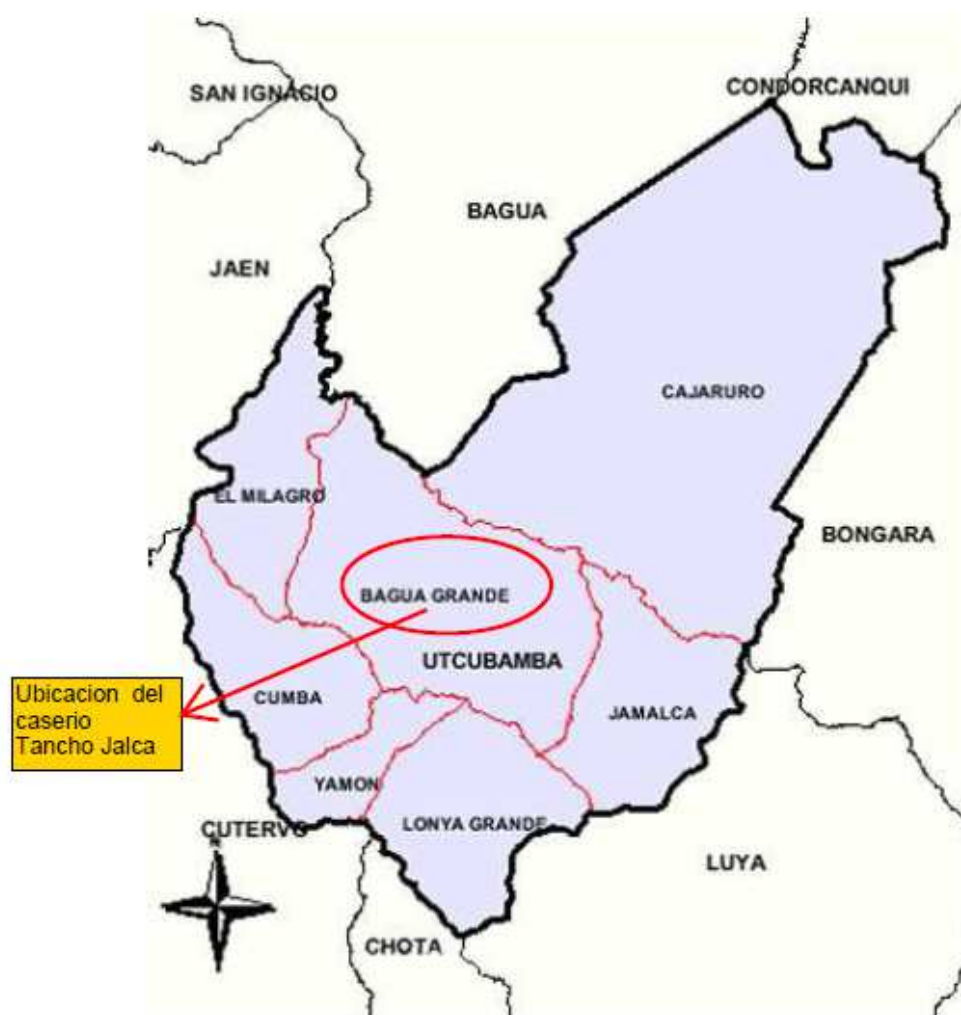 CONDORCANQUI
SAN IGNACIO
BAGUA
JAEN
CAJARURO
EL MILAGRO
BONGARA
BAGUA GRANDE
UTCUBAMBA
Ubicacion del
caserio
Tancho Jalca
CUMBA
JAMALCA
YAMON
LONYA GRANDE
CUTERVO
N
LUYA
CHOTA